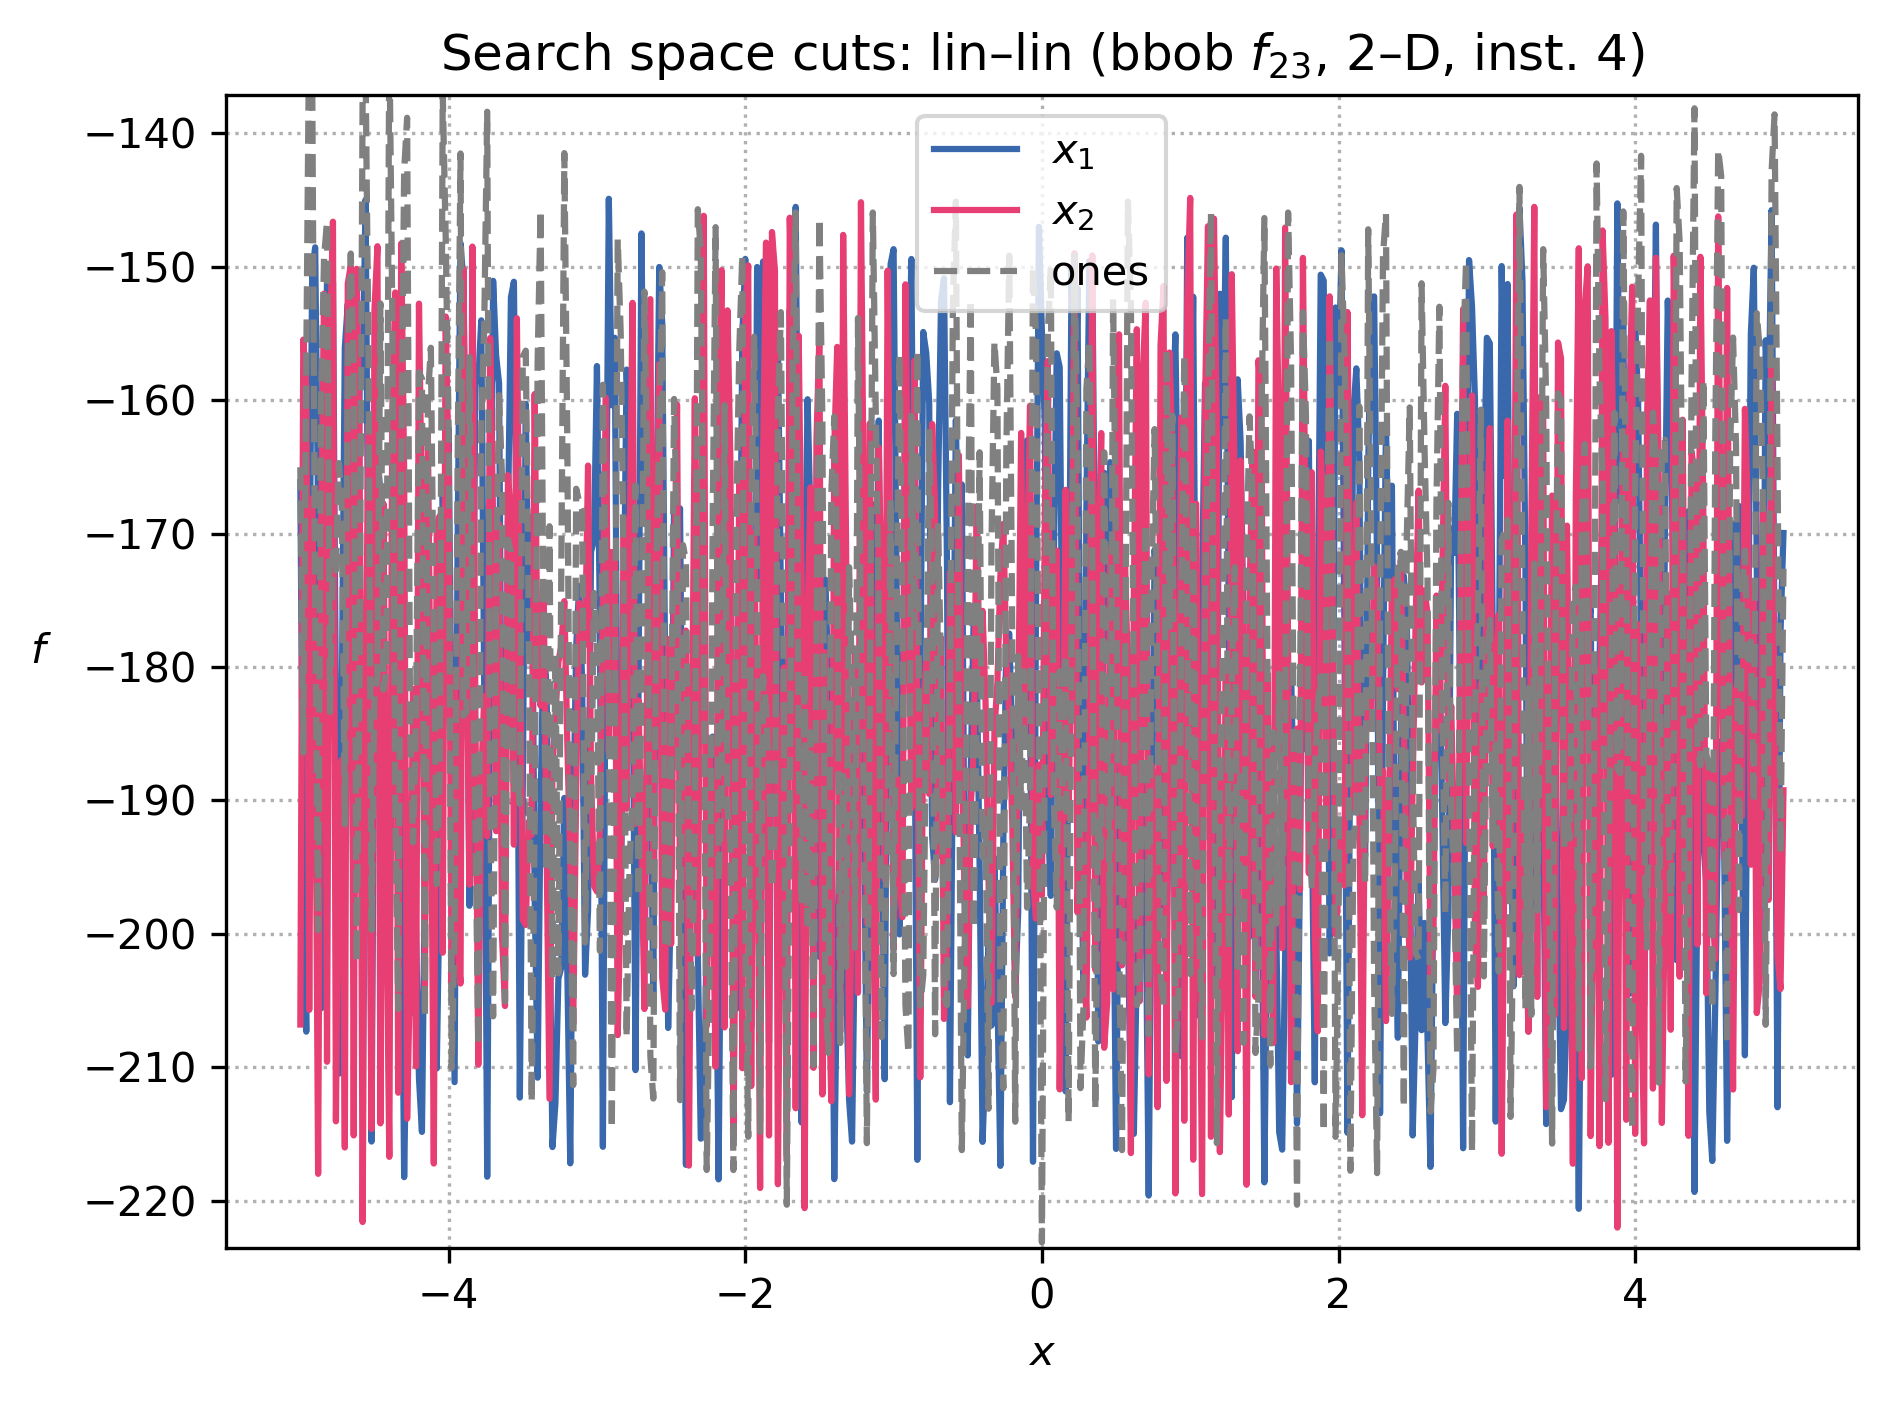 Search space cuts: lin–lin (bbob f₂₃, 2–D, inst. 4)
x₁
x₂
ones
f
−140
−150
−160
−170
−180
−190
−200
−210
−220
−4
−2
0
2
4
x